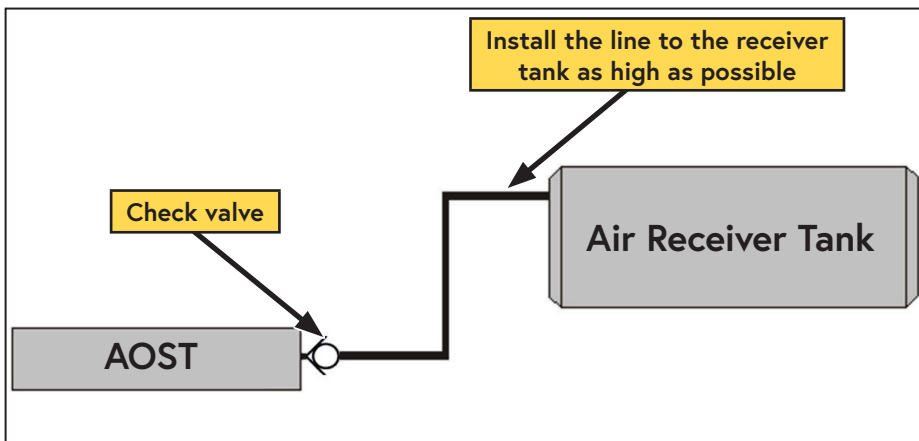 Install the line to the receiver
tank as high as possible
Check valve
Air Receiver Tank
AOST